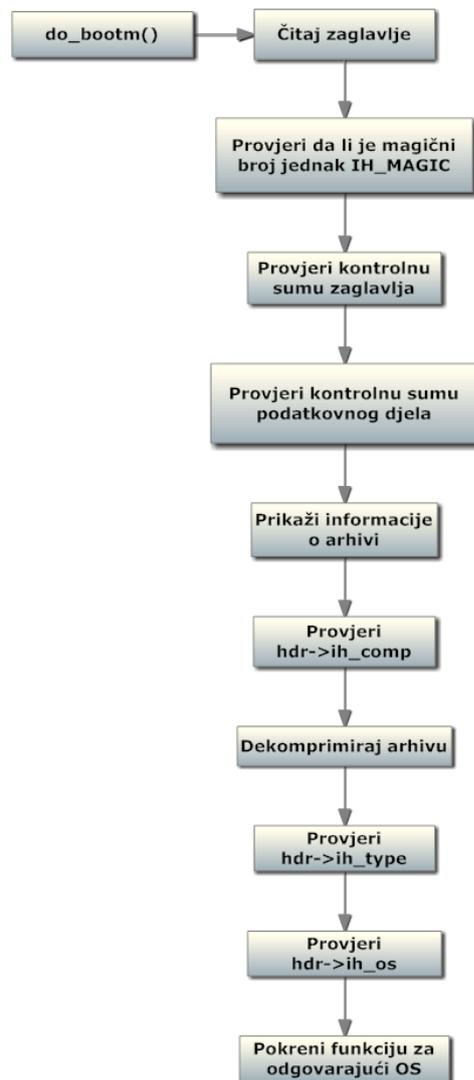 do_bootm()
Čitaj zaglavlje
Provjeri da li je magični
broj jednak IH_MAGIC
Provjeri kontrolnu
sumu zaglavlja
Provjeri kontrolnu sumu
podatkovnog djela
Prikaži informacije
o arhivi
Provjeri
hdr->ih_comp
Dekomprimiraj arhivu
Provjeri
hdr->ih_type
Provjeri
hdr->ih_os
Pokreni funkciju za
odgovarajući OS